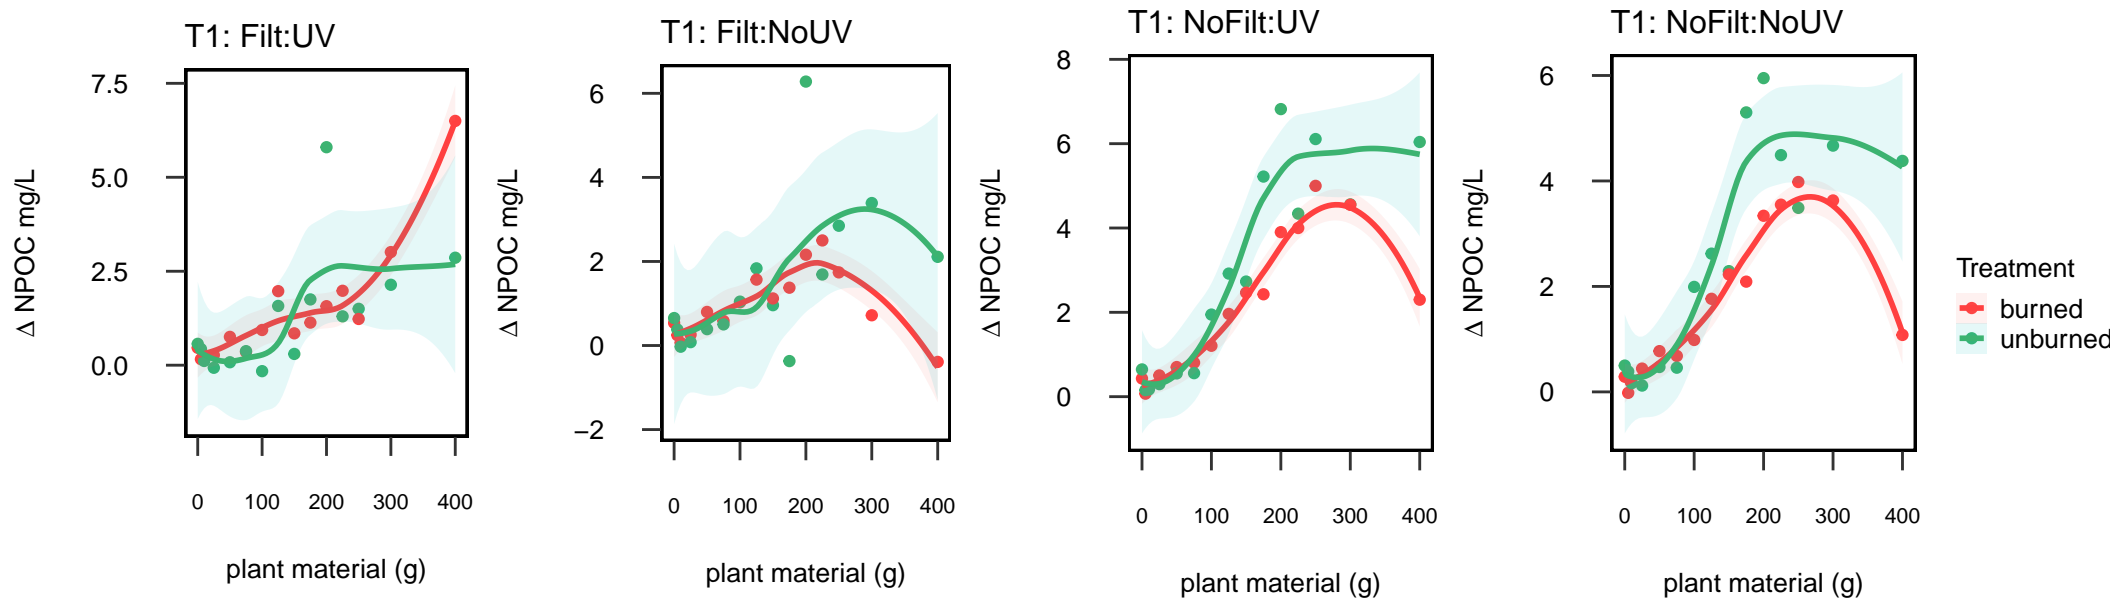 T1: Filt:UV
Δ NPOC mg/L
7.5
5.0
2.5
0.0
0 100 200 300 400
plant material (g)
T1: Filt:NoUV
Δ NPOC mg/L
6
4
2
0
−2
0 100 200 300 400
plant material (g)
T1: NoFilt:UV
Δ NPOC mg/L
8
6
4
2
0
0 100 200 300 400
plant material (g)
T1: NoFilt:NoUV
Δ NPOC mg/L
6
4
2
0
0 100 200 300 400
plant material (g)
Treatment
burned
unburned